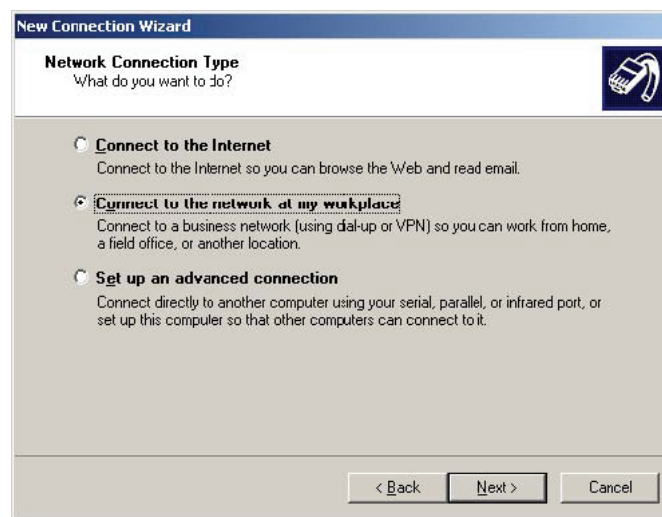 New Connection Wizard
Network Connection Type
What do you want to do?
Connect to the Internet
Connect to the Internet so you can browse the Web and read email.
Connect to the network at my workplace
Connect to a business network (using dial-up or VPN) so you can work from home,
a field office, or another location.
Set up an advanced connection
Connect directly to another computer using your serial, parallel, or infrared port, or
set up this computer so that other computers can connect to it.
< Back
Next >
Cancel